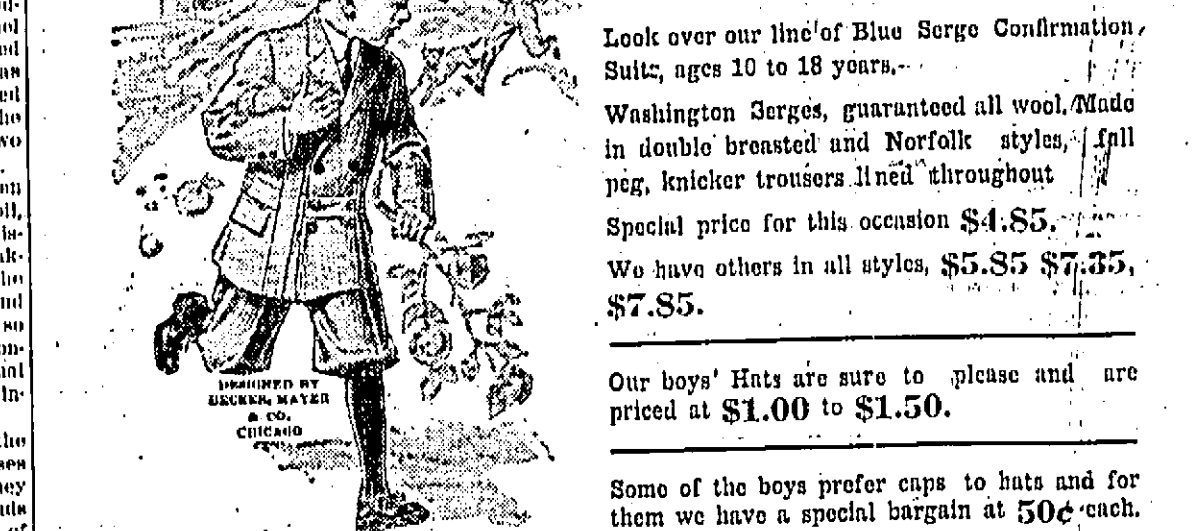 DESIGNED BY
BECKER, MAYER
& CO.
CHICAGO
Look over our line of Blue Serge Confirmation
Suits, ages 10 to 18 years.
Washington Serges, guaranteed all wool. Made
in double breasted and Norfolk styles, full
peg, knicker trousers lined throughout
Special price for this occasion $4.85.
We have others in all styles, $5.85 $7.35,
$7.85.
Our boys' Hats are sure to please and are
priced at $1.00 to $1.50.
Some of the boys prefer caps to hats and for
them we have a special bargain at 50¢ each.